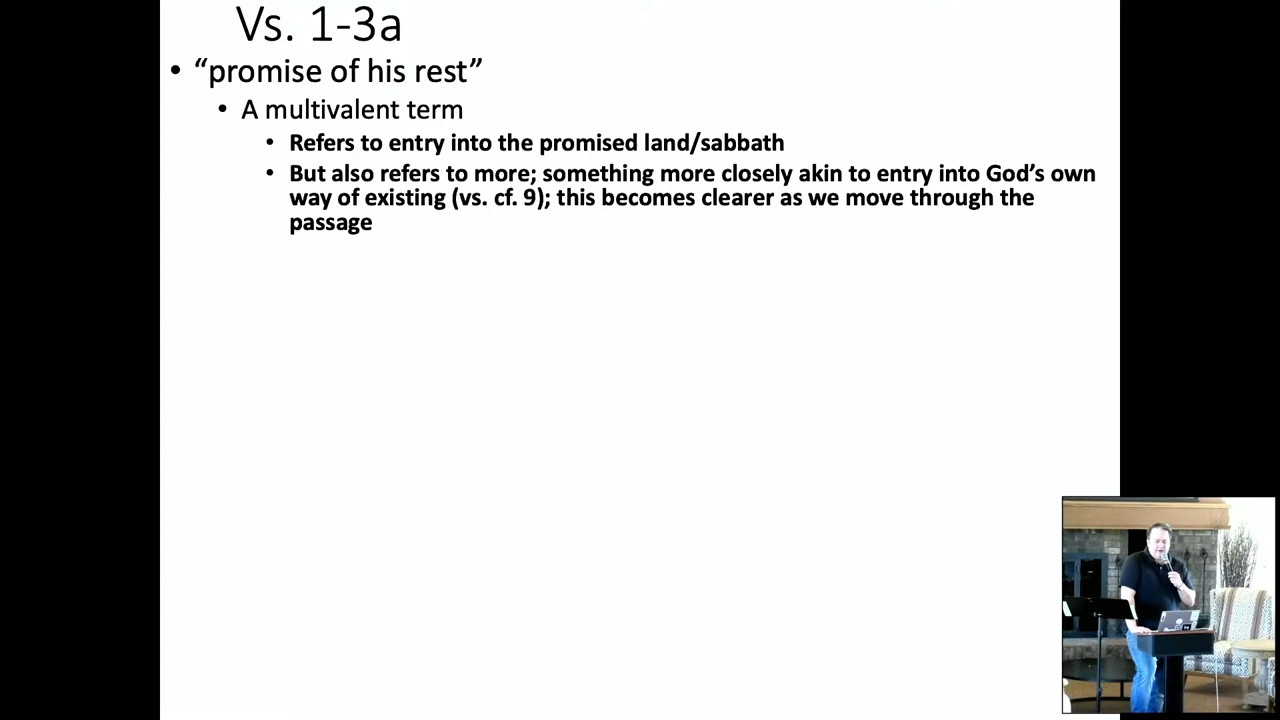 Vs. 1-3a
• “promise of his rest”
• A multivalent term
• Refers to entry into the promised land/sabbath
• But also refers to more; something more closely akin to entry into God’s own
way of existing (vs. cf. 9); this becomes clearer as we move through the
passage